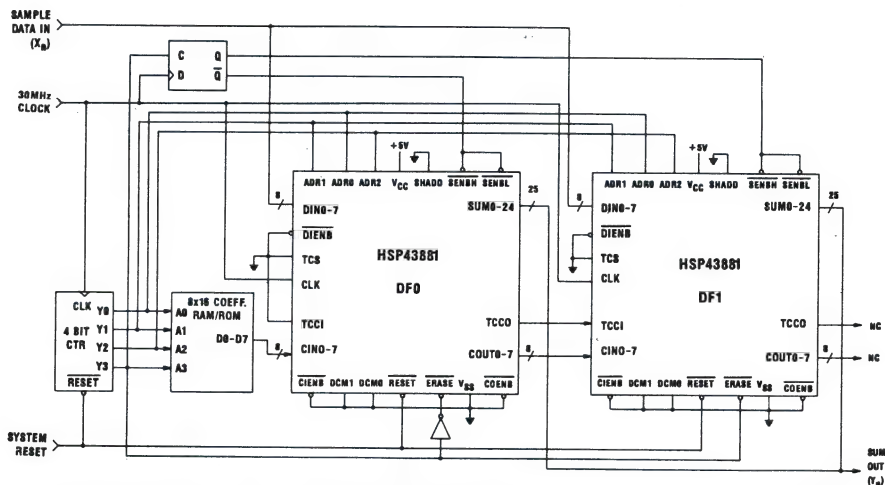 SAMPLE
DATA IN
(Xn)
C Q
D Q
30MHz
CLOCK
+5V
ADR1 ADR0 ADR2 VCC SHADD SENBH SENBL
8
DIN0-7
25
SUM0-24
DIENB
TCS
CLK
HSP43881
DF0
TCCI
TCCO
8
CIN0-7
COUT0-7
8
CIENB DCM1 DCM0 RESET ERASE VSS COENB
+5V
ADR1 ADR0 ADR2 VCC SHADD SENBH SENBL
8
DIN0-7
25
SUM0-24
DIENB
TCS
CLK
HSP43881
DF1
TCCI
TCCO
NC
CIN0-7
COUT0-7
8
NC
CIENB DCM1 DCM0 RESET ERASE VSS COENB
CLK
4 BIT
CTR
Y0
Y1
Y2
Y3
RESET
8x16 COEFF.
RAM/ROM
A0
A1
A2
A3
D0-D7
SYSTEM
RESET
SUM
OUT
(Yn)